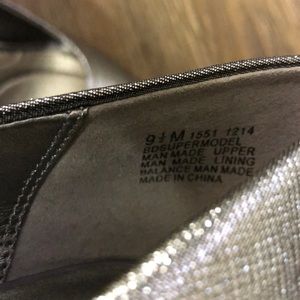 9½M 1551 1214
BDSUPERMODEL
MAN MADE UPPER
MAN MADE LINING
BALANCE MAN MADE
MADE IN CHINA